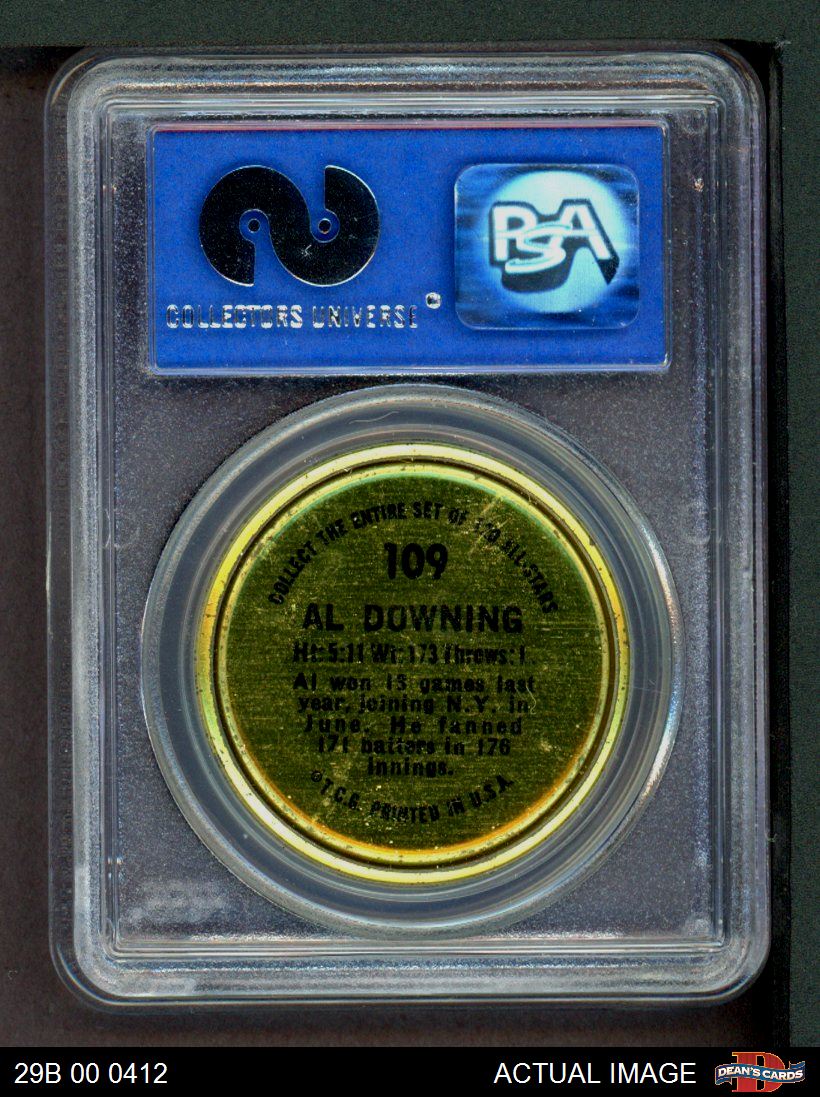 COLLECTORS UNIVERSE®
PSA
COLLECT THE ENTIRE SET OF 120 ALL-STARS
109
AL DOWNING
Ht: 5:11 Wt: 173 Throws: L
Al won 13 games last
year, joining N.Y. in
June. He fanned
171 batters in 176
innings.
©T.C.G. PRINTED IN U.S.A.
29B 00 0412
ACTUAL IMAGE
DEAN'S CARDS